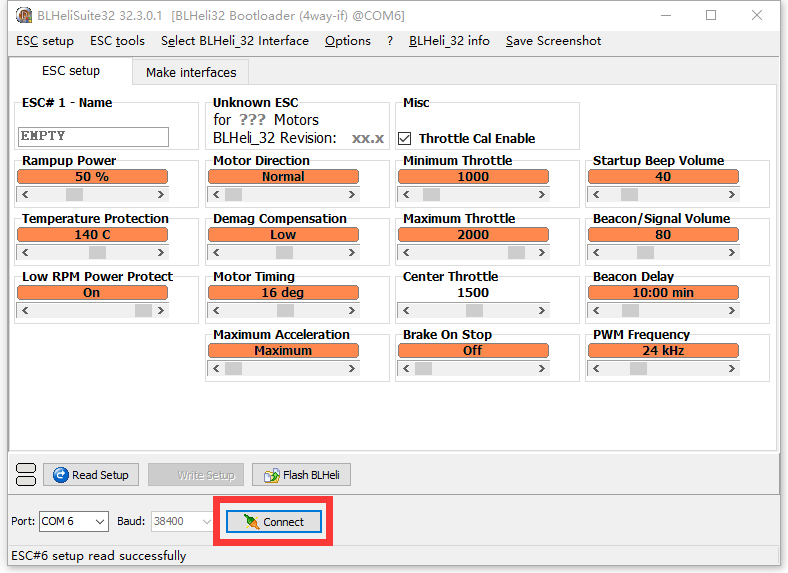 BLHeliSuite32 32.3.0.1 [BLHeli32 Bootloader (4way-if) @COM6]
ESC setup ESC tools Select BLHeli_32 Interface Options ? BLHeli_32 info Save Screenshot
ESC setup Make interfaces
ESC# 1 - Name
EMPTY
Unknown ESC
for ??? Motors
BLHeli_32 Revision: xx.x
Misc
Throttle Cal Enable
Rampup Power
50 %
Motor Direction
Normal
Minimum Throttle
1000
Startup Beep Volume
40
Temperature Protection
140 C
Demag Compensation
Low
Maximum Throttle
2000
Beacon/Signal Volume
80
Low RPM Power Protect
On
Motor Timing
16 deg
Center Throttle
1500
Beacon Delay
10:00 min
Maximum Acceleration
Maximum
Brake On Stop
Off
PWM Frequency
24 kHz
Read Setup Write Setup Flash BLHeli
Port: COM 6 Baud: 38400 Connect
ESC#6 setup read successfully